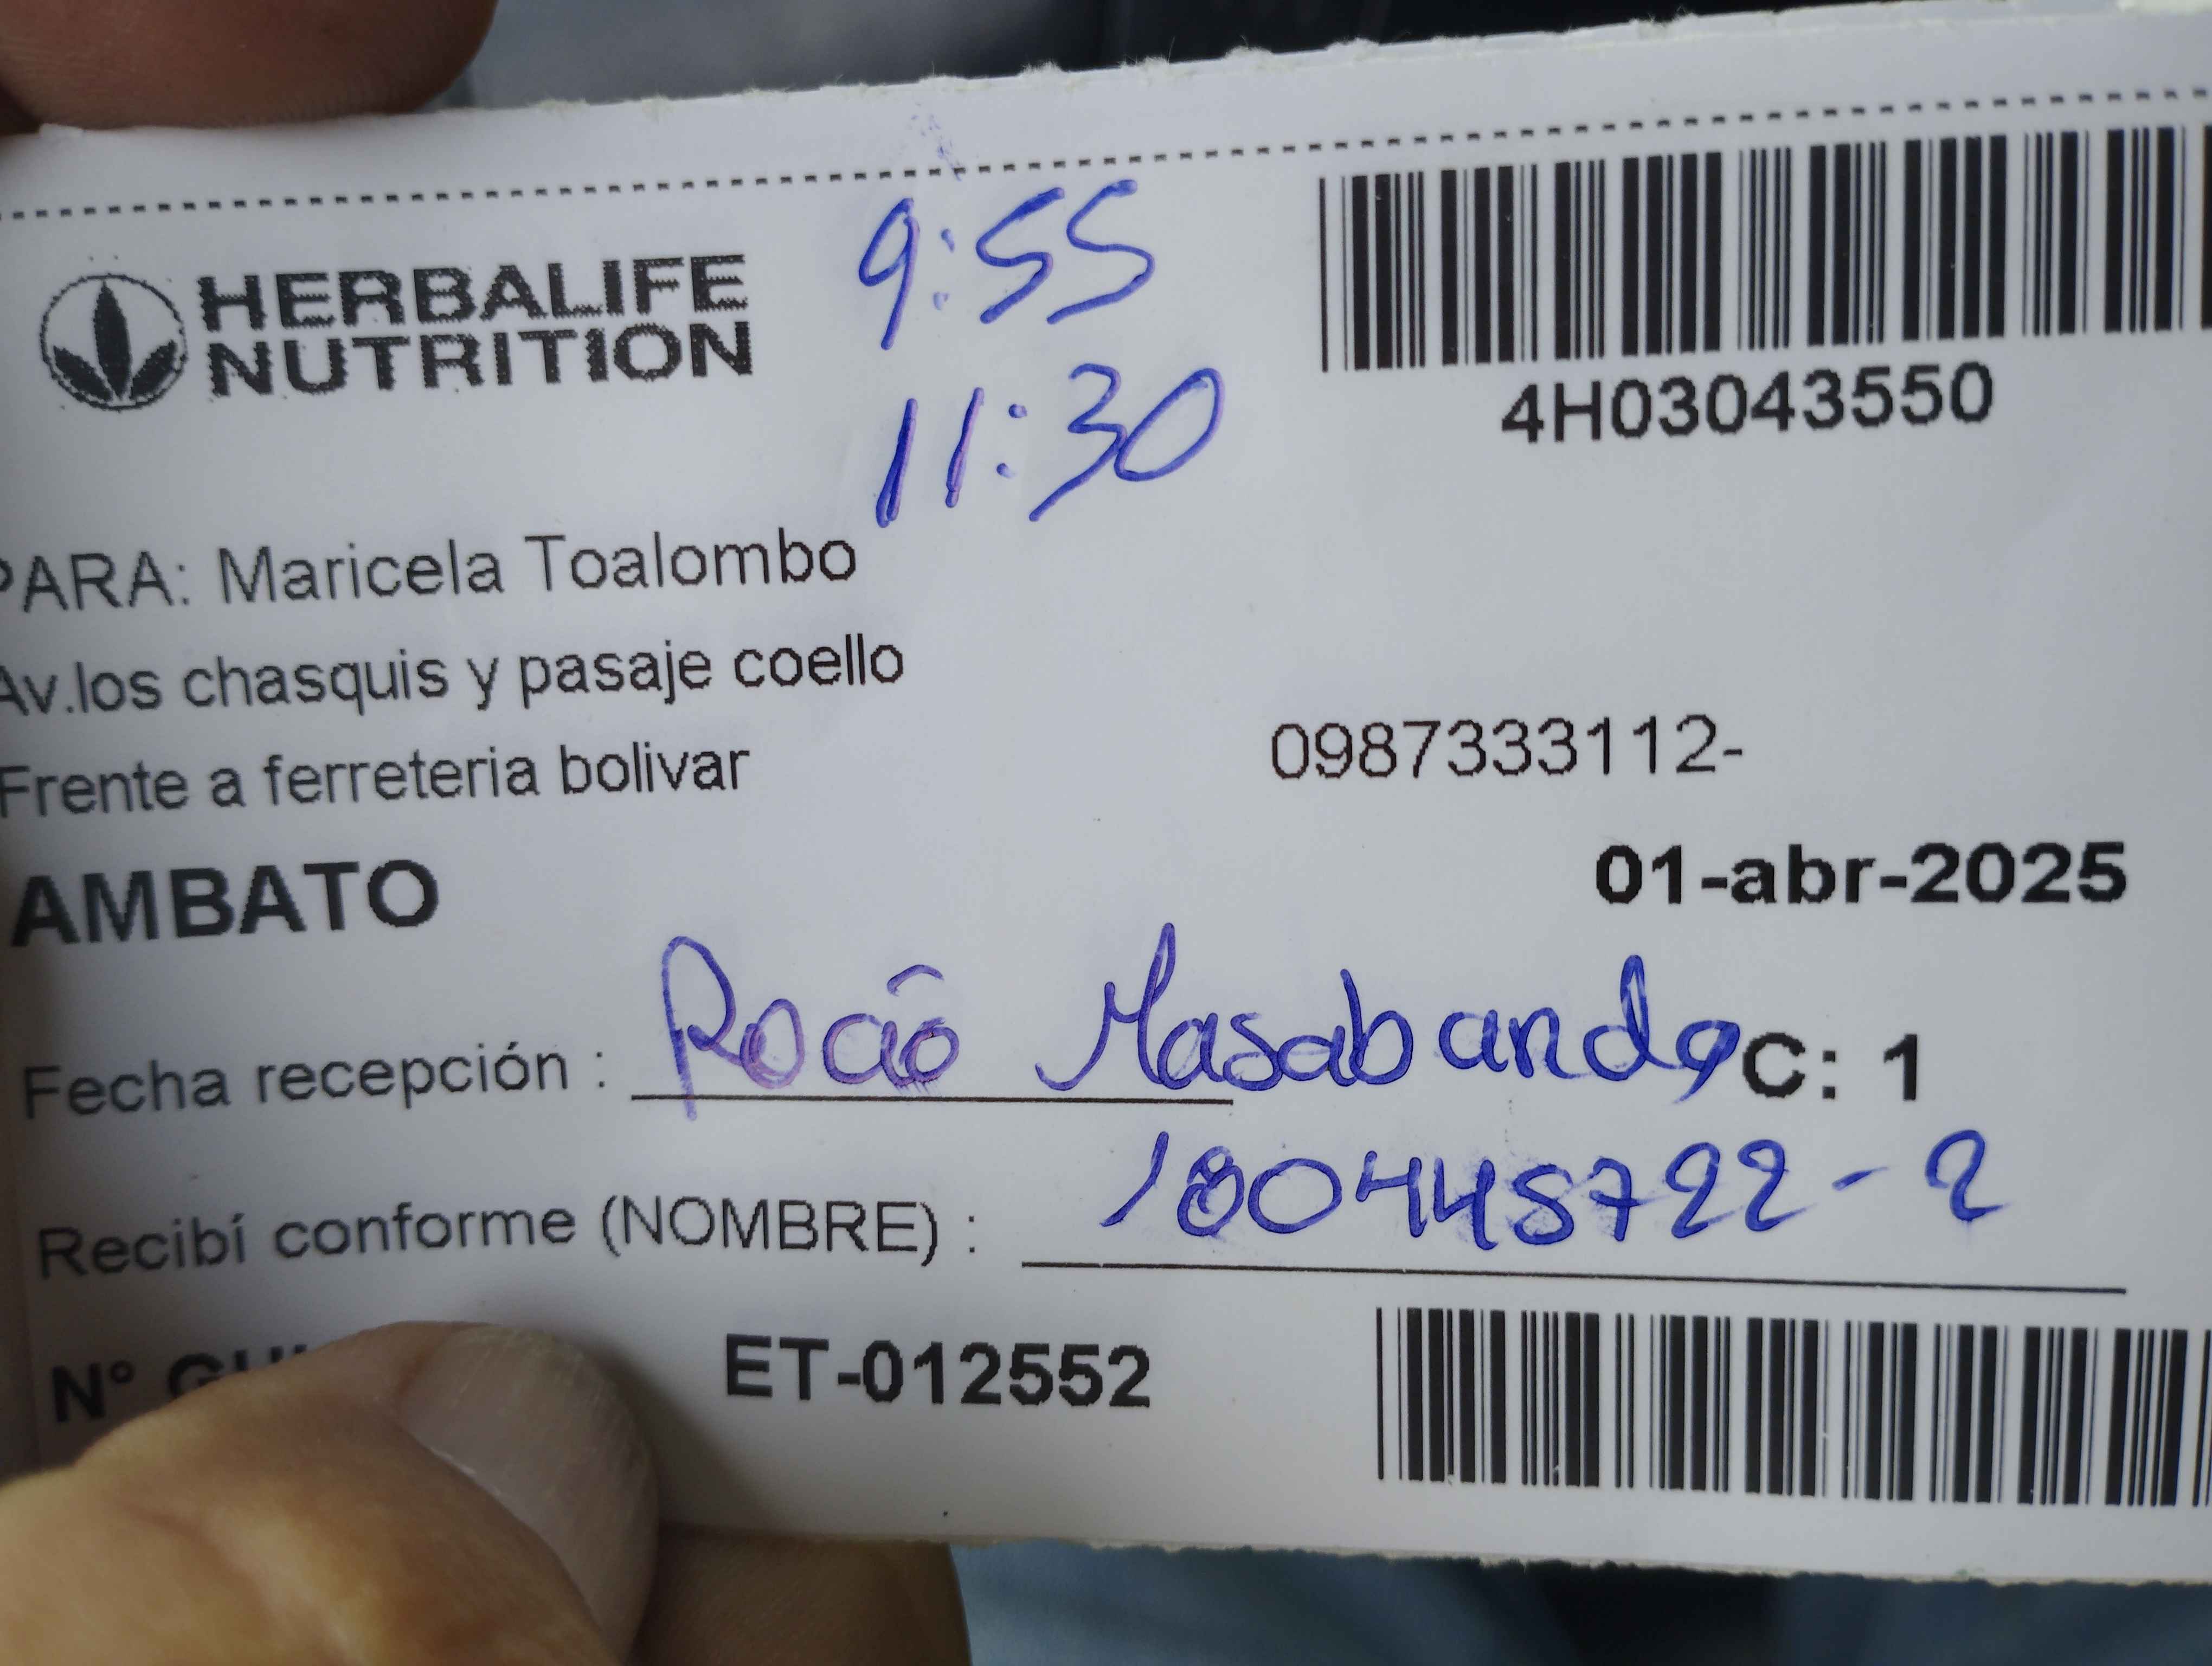 HERBALIFE
NUTRITION
9:55
11:30
4H03043550
PARA: Maricela Toalombo
Av.los chasquis y pasaje coello
Frente a ferreteria bolivar
0987333112-
AMBATO
01-abr-2025
Fecha recepción : Rocío Masabanda C: 1
Recibí conforme (NOMBRE) : 180445722-2
N°
ET-012552